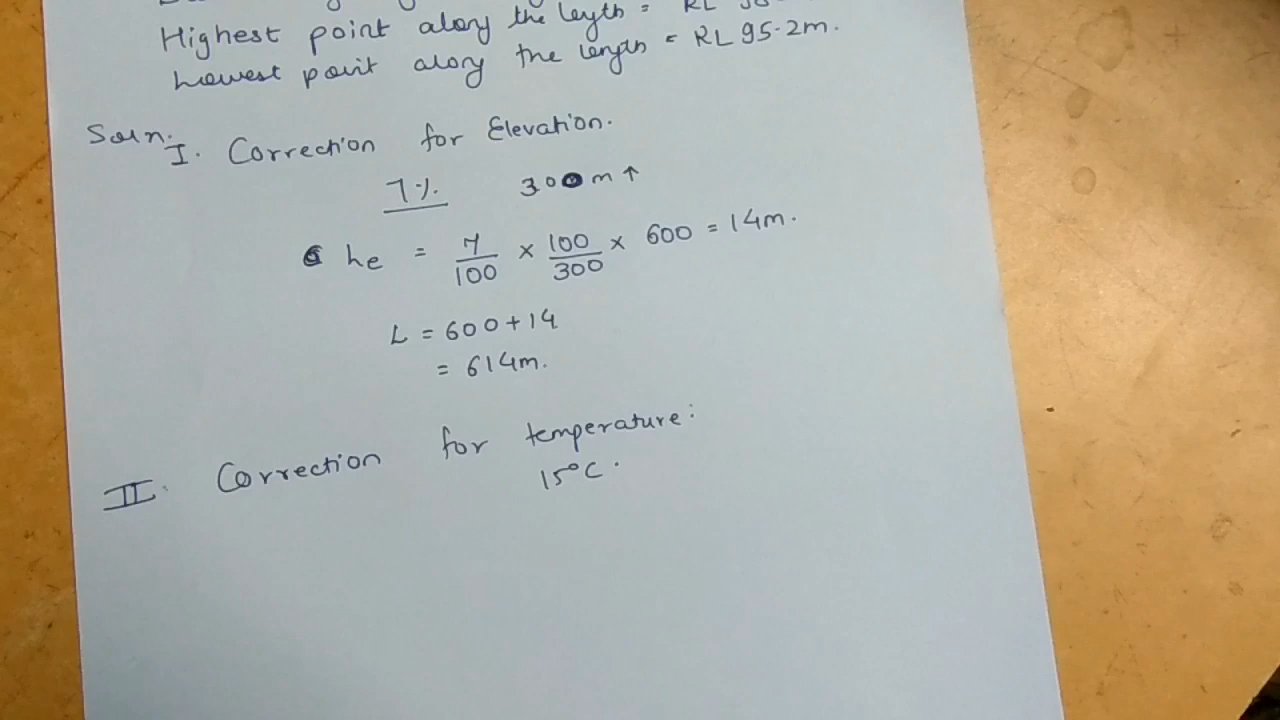 Highest point along the length = RL
Lowest point along the length = RL 95.2m.
Soln.
I. Correction for Elevation.
7% 300m ↑
he = 7/100 × 100/300 × 600 = 14m.
L = 600+14
= 614m.
II. Correction for temperature:
15°C.